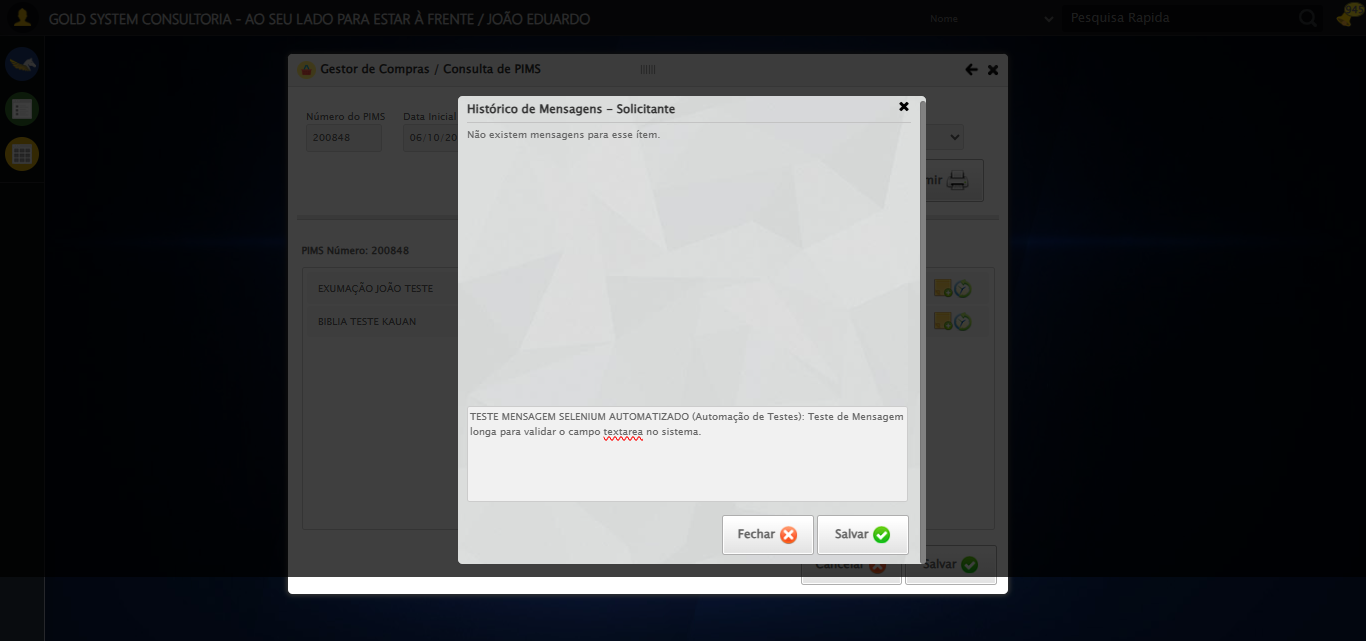 GOLD SYSTEM CONSULTORIA - AO SEU LADO PARA ESTAR À FRENTE / JOÃO EDUARDO
Nome
Pesquisa Rapida
Gestor de Compras / Consulta de PIMS
Número do PIMS
Data Inicial
200848
06/10/20
Histórico de Mensagens - Solicitante
Não existem mensagens para esse ítem.
mir
PIMS Número: 200848
EXUMAÇÃO JOÃO TESTE
BIBLIA TESTE KAUAN
TESTE MENSAGEM SELENIUM AUTOMATIZADO (Automação de Testes): Teste de Mensagem
longa para validar o campo textarea no sistema.
Fechar
Salvar
Cancelar
Salvar